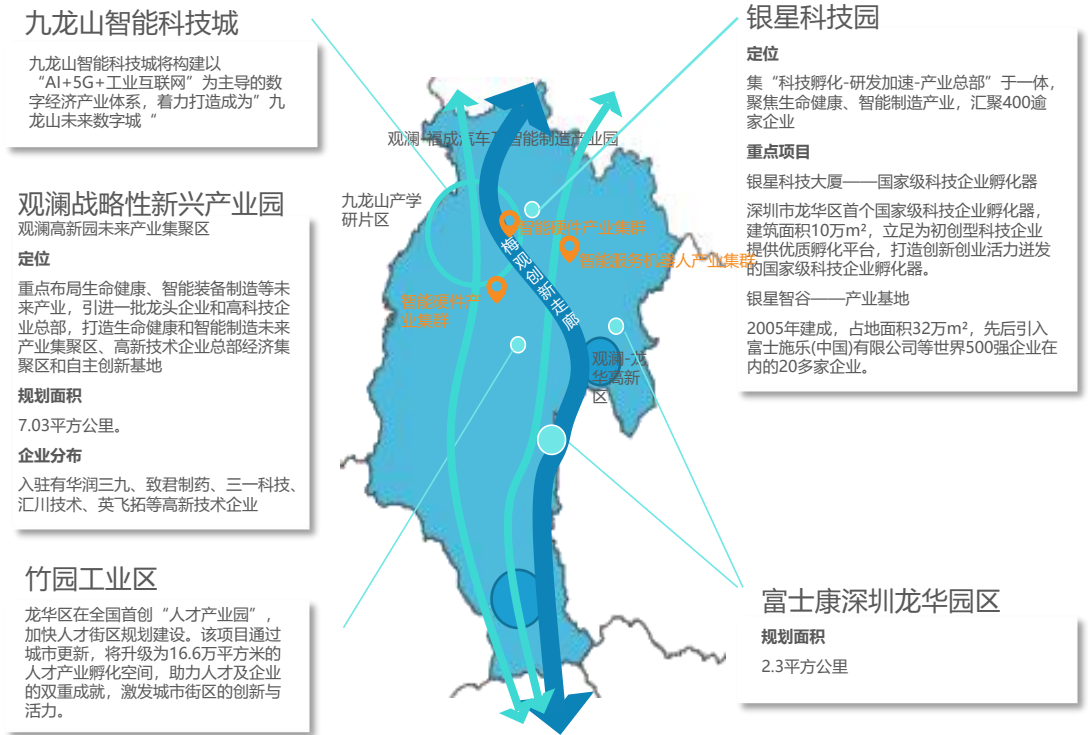 九龙山智能科技城
九龙山智能科技城将构建以
“AI+5G+工业互联网”为主导的数
字经济产业体系，着力打造成为”九
龙山未来数字城“
观澜战略性新兴产业园
观澜高新园未来产业集聚区
定位
重点布局生命健康、智能装备制造等未
来产业，引进一批龙头企业和高科技企
业总部，打造生命健康和智能制造未来
产业集聚区、高新技术企业总部经济集
聚区和自主创新基地
规划面积
7.03平方公里。
企业分布
入驻有华润三九、致君制药、三一科技、
汇川技术、英飞拓等高新技术企业
竹园工业区
龙华区在全国首创“人才产业园”，
加快人才街区规划建设。该项目通过
城市更新，将升级为16.6万平方米的
人才产业孵化空间，助力人才及企业
的双重成就，激发城市街区的创新与
活力。
观澜-福成汽车及智能制造产业园
九龙山产学
研片区
智能硬件产业集群
智能服务机器人产业集群
智能硬件产
业集群
梅观创新走廊
观澜-龙
华高新
区
银星科技园
定位
集“科技孵化-研发加速-产业总部”于一体，
聚焦生命健康、智能制造产业，汇聚400逾
家企业
重点项目
银星科技大厦——国家级科技企业孵化器
深圳市龙华区首个国家级科技企业孵化器，
建筑面积10万m²，立足为初创型科技企业
提供优质孵化平台，打造创新创业活力迸发
的国家级科技企业孵化器。
银星智谷——产业基地
2005年建成，占地面积32万m²，先后引入
富士施乐(中国)有限公司等世界500强企业在
内的20多家企业。
富士康深圳龙华园区
规划面积
2.3平方公里